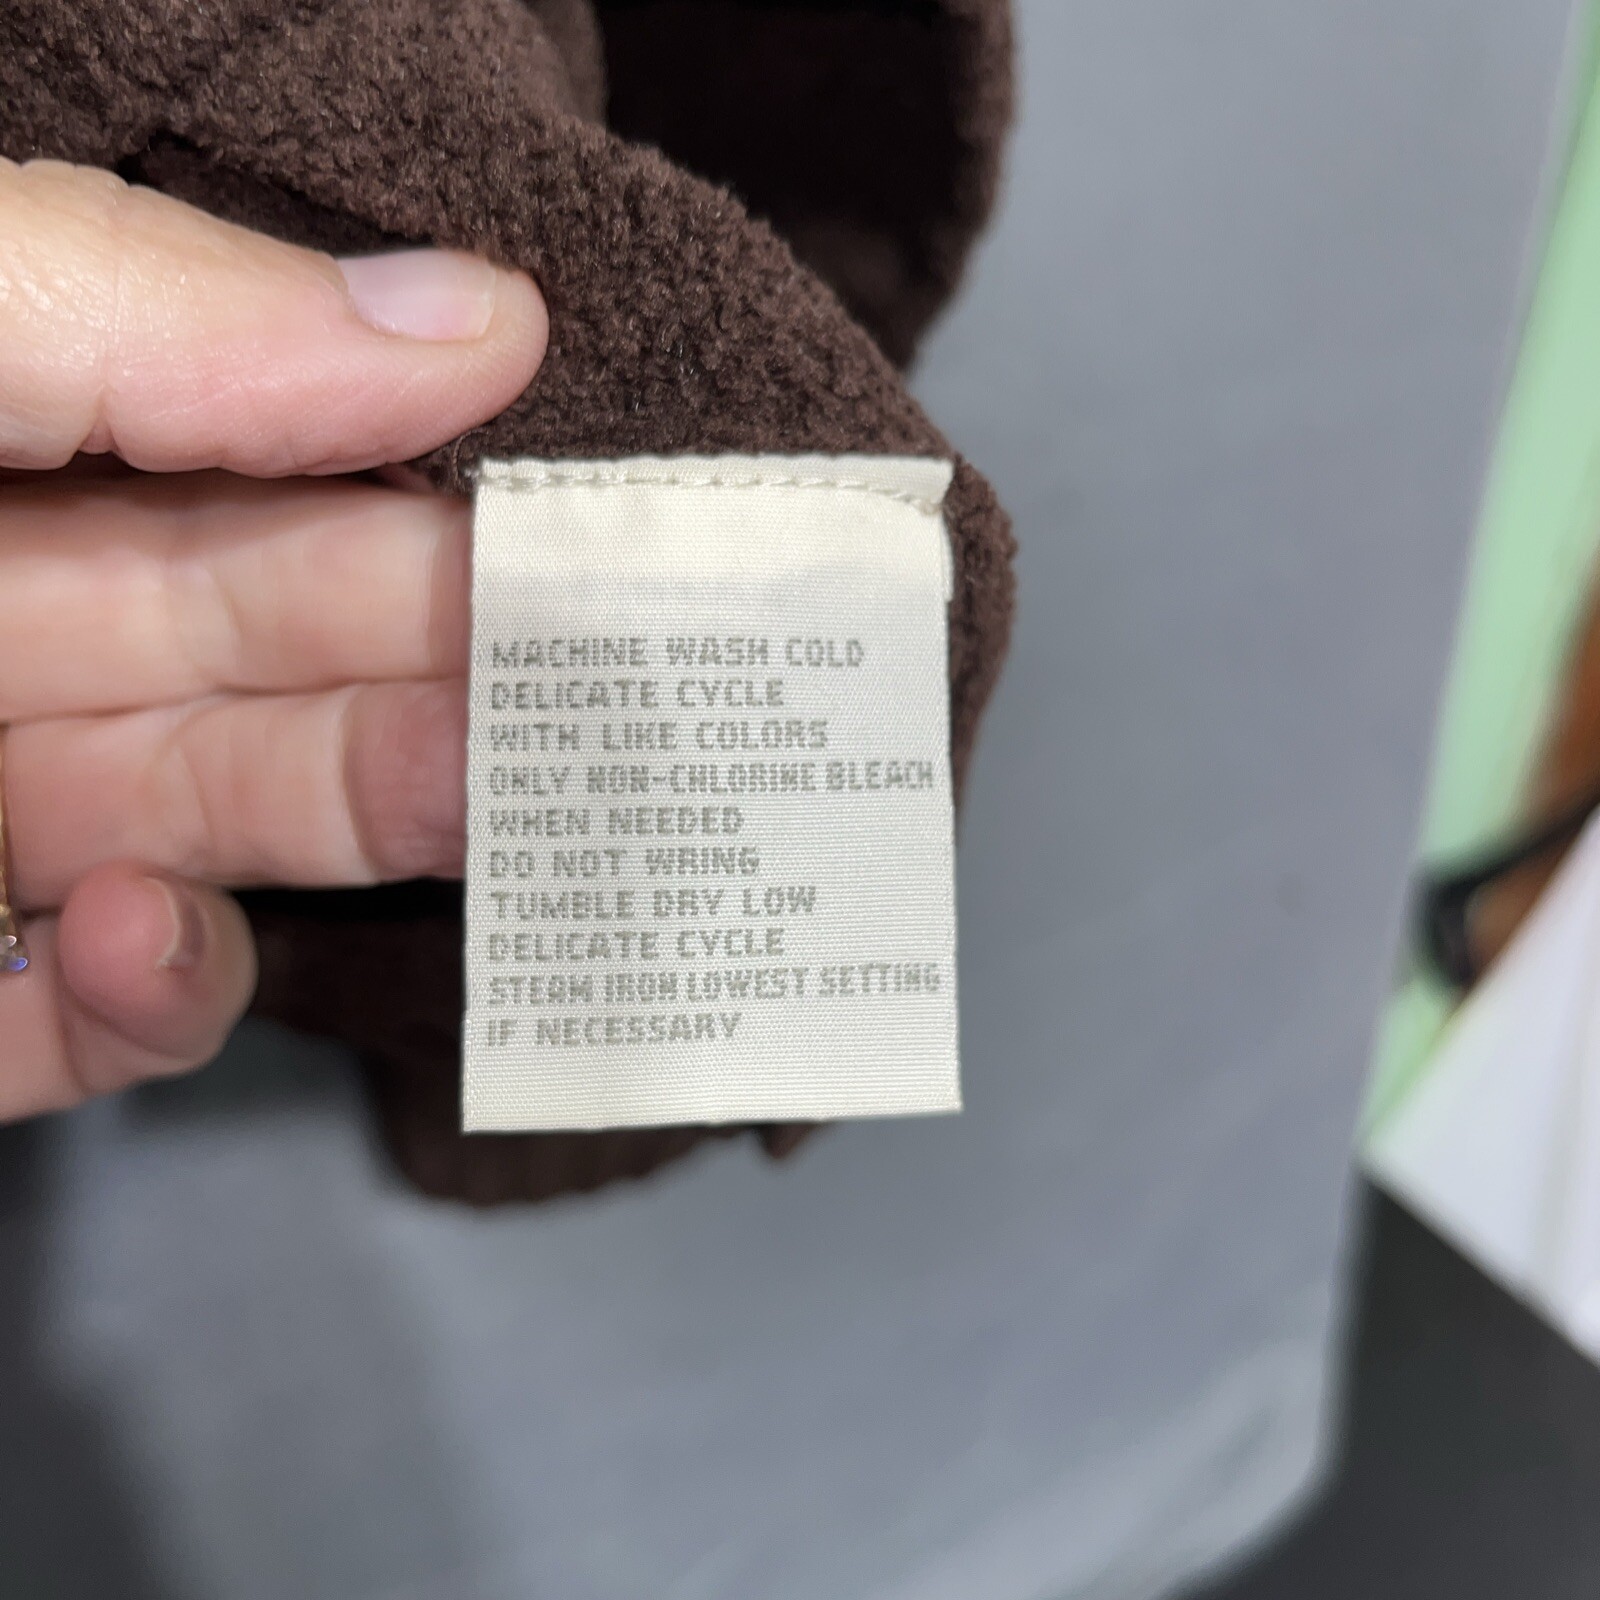 MACHINE WASH COLD
DELICATE CYCLE
WITH LIKE COLORS
ONLY NON-CHLORINE BLEACH
WHEN NEEDED
DO NOT WRING
TUMBLE DRY LOW
DELICATE CYCLE
STEAM IRON LOWEST SETTING
IF NECESSARY